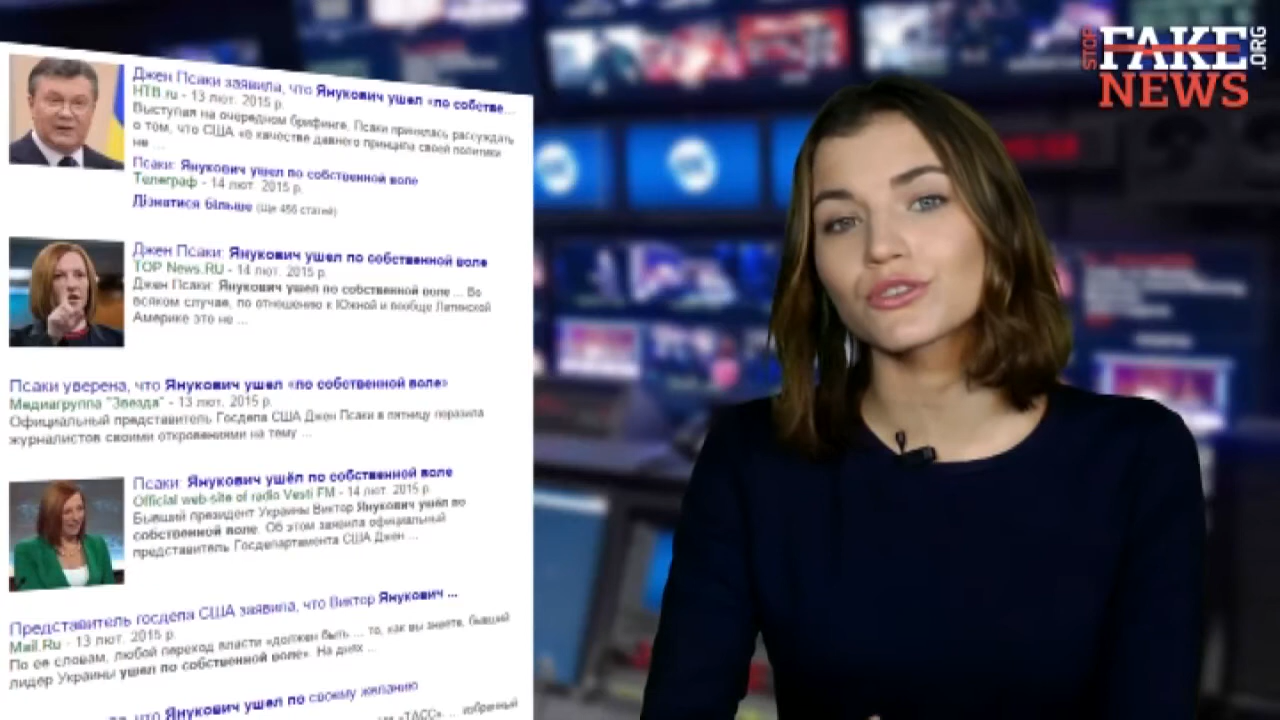 STOP
FAKE
.ORG
NEWS
Джен Псаки заявила, что Янукович ушел «по собстве...
НТВ.ru - 13 лют. 2015 р.
Выступая на очередном брифинге, Псаки принялась рассуждать
о том, что США «в качестве давнего принципа своей политики
не ...
Псаки: Янукович ушел по собственной воле
Телеграф - 14 лют. 2015 р.
Дізнатися більше (Ще 456 статей)
Джен Псаки: Янукович ушел по собственной воле
TOP News.RU - 14 лют. 2015 р.
Джен Псаки: Янукович ушел по собственной воле ... Во
всяком случае, по отношению к Южной и вообще Латинской
Америке это не ...
Псаки уверена, что Янукович ушел «по собственной воле»
Медиагруппа "Звезда" - 13 лют. 2015 р.
Официальный представитель Госдепа США Джен Псаки в пятницу поразила
журналистов своими откровениями на тему ...
Псаки: Янукович ушёл по собственной воле
Official web-site of radio Vesti FM - 14 лют. 2015 р.
Бывший президент Украины Виктор Янукович ушёл по
собственной воле. Об этом заявила официальный
представитель Госдепартамента США Джен ...
Представитель госдепа США заявила, что Виктор Янукович ...
Mail.Ru - 13 лют. 2015 р.
По ее словам, любой переход власти «должен быть ... то, как вы знаете, бывший
лидер Украины ушел по собственной воле». На днях ...
что Янукович ушел по своему желанию
«ТАСС». ... избранный